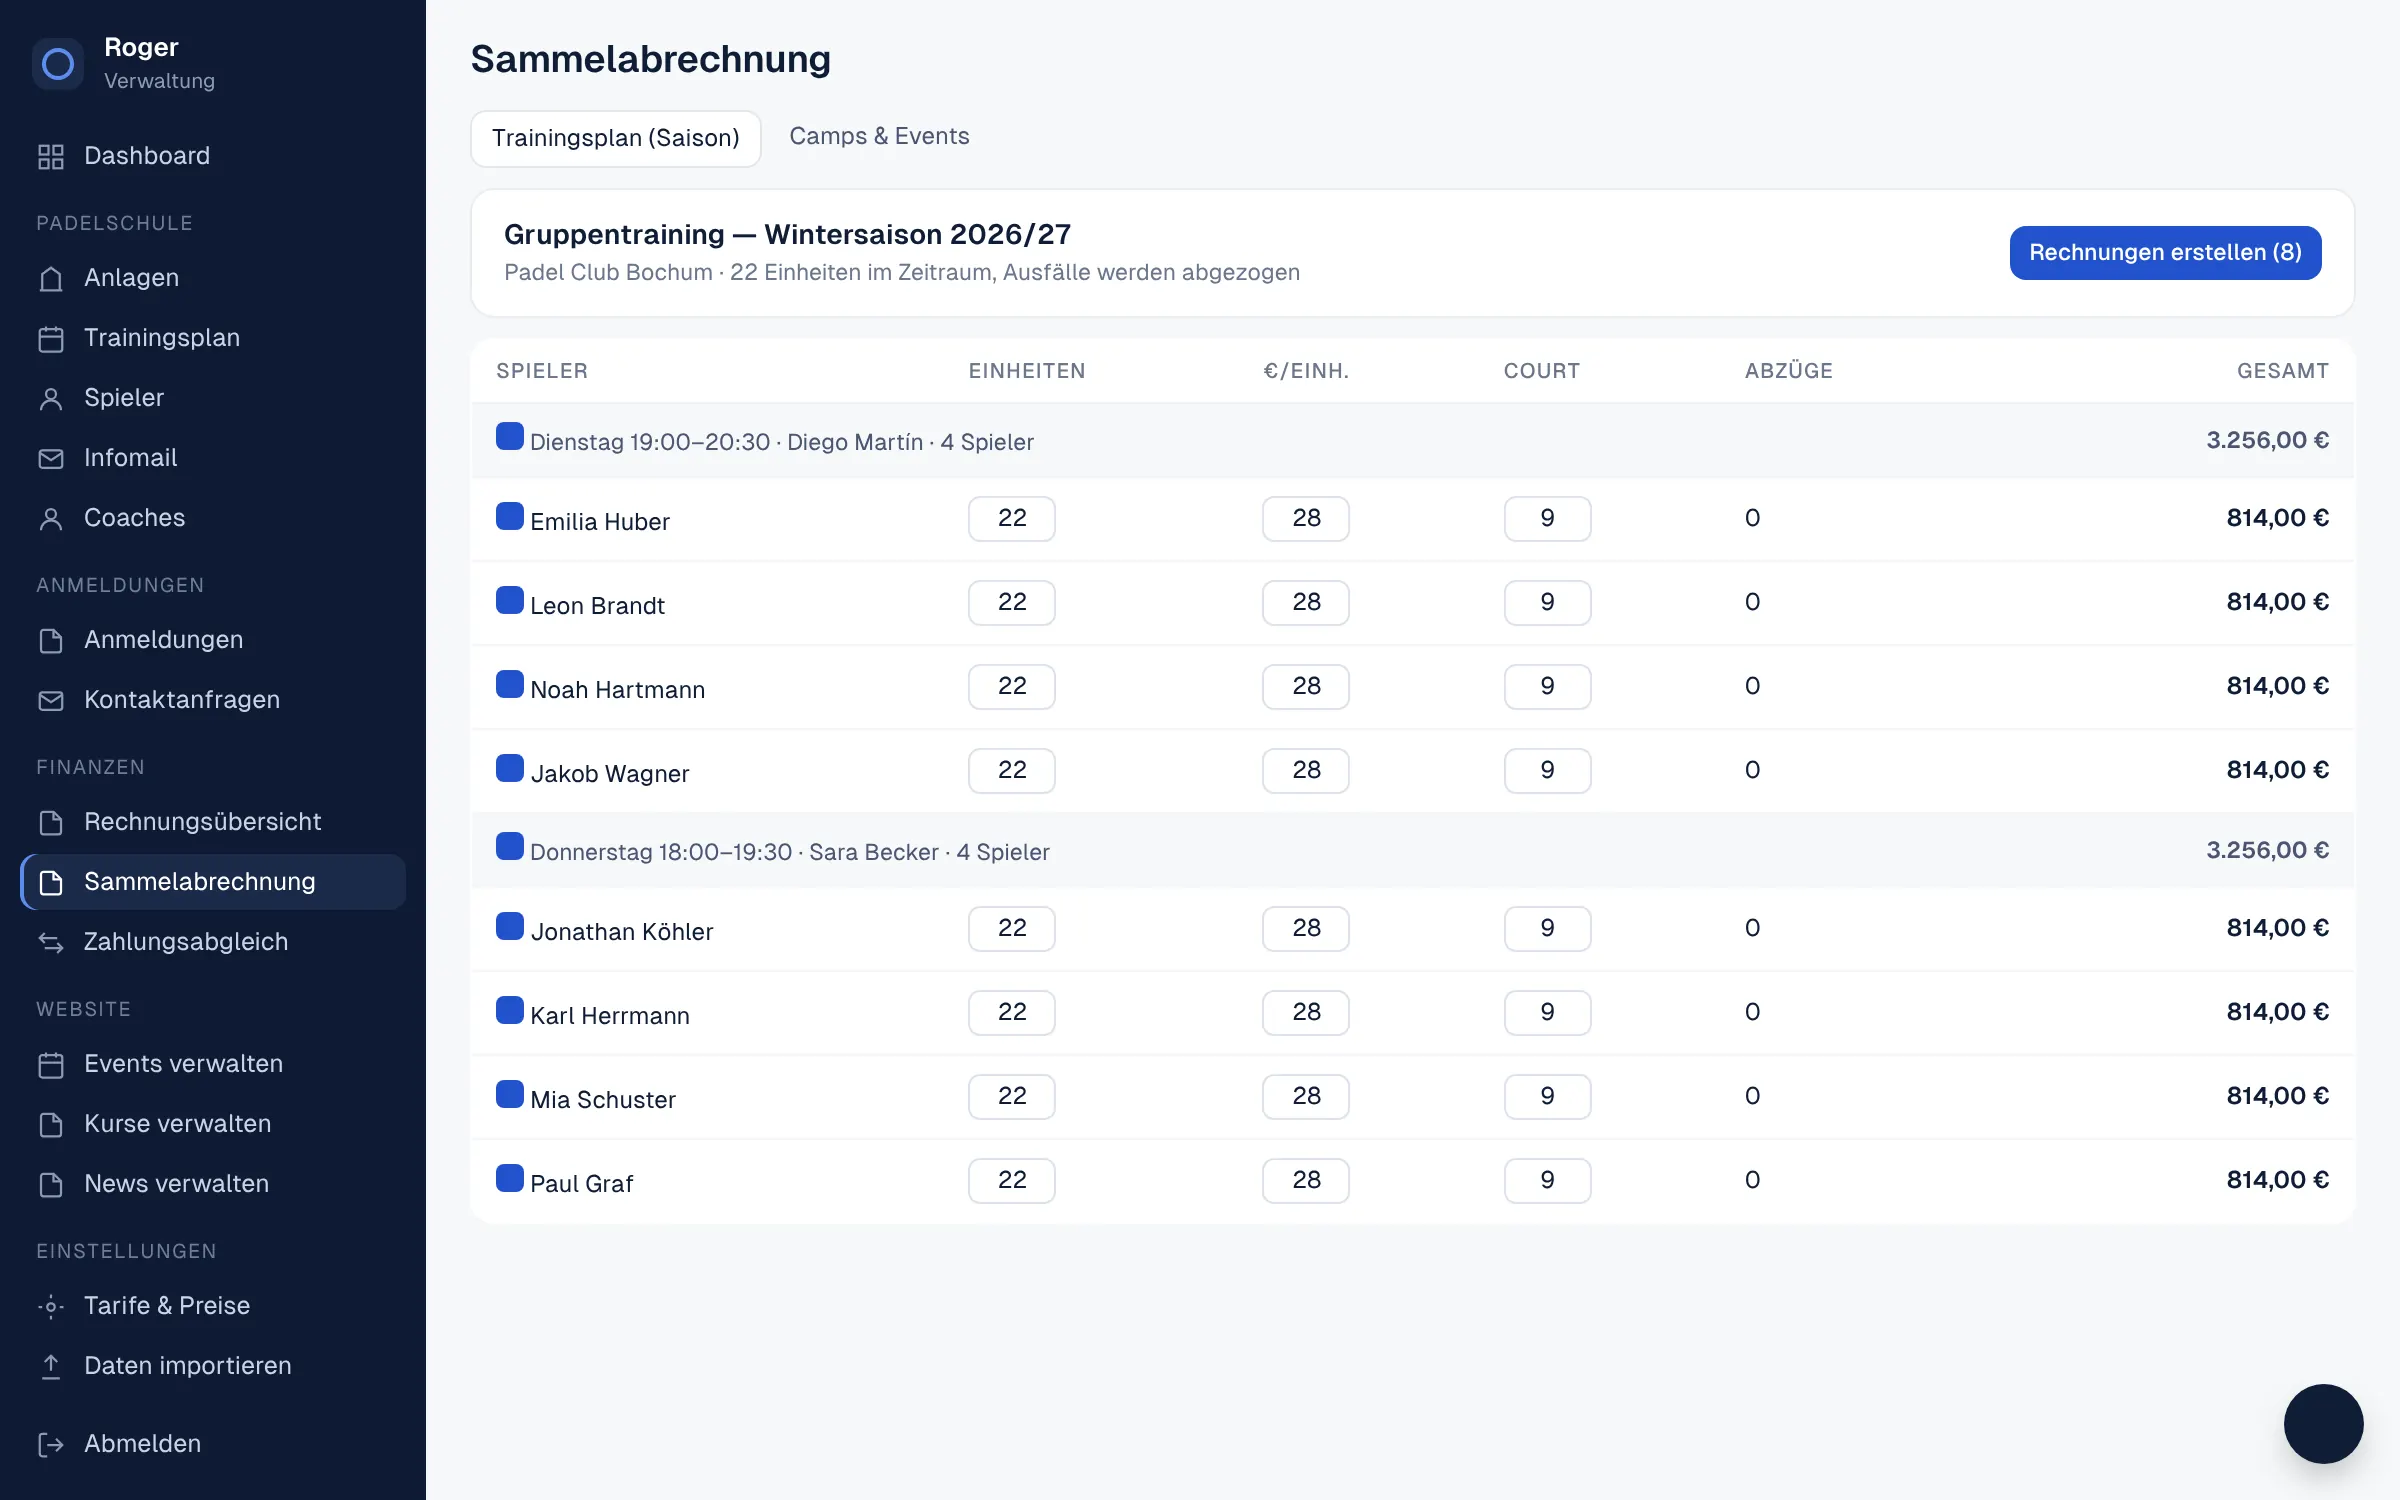 Roger
Verwaltung
Dashboard
PADELSCHULE
Anlagen
Trainingsplan
Spieler
Infomail
Coaches
ANMELDUNGEN
Anmeldungen
Kontaktanfragen
FINANZEN
Rechnungsübersicht
Sammelabrechnung
Zahlungsabgleich
WEBSITE
Events verwalten
Kurse verwalten
News verwalten
EINSTELLUNGEN
Tarife & Preise
Daten importieren
Abmelden
Sammelabrechnung
Trainingsplan (Saison) Camps & Events
Gruppentraining — Wintersaison 2026/27
Padel Club Bochum · 22 Einheiten im Zeitraum, Ausfälle werden abgezogen
Rechnungen erstellen (8)
SPIELER EINHEITEN €/EINH. COURT ABZÜGE GESAMT
Dienstag 19:00–20:30 · Diego Martín · 4 Spieler 3.256,00 €
Emilia Huber 22 28 9 0 814,00 €
Leon Brandt 22 28 9 0 814,00 €
Noah Hartmann 22 28 9 0 814,00 €
Jakob Wagner 22 28 9 0 814,00 €
Donnerstag 18:00–19:30 · Sara Becker · 4 Spieler 3.256,00 €
Jonathan Köhler 22 28 9 0 814,00 €
Karl Herrmann 22 28 9 0 814,00 €
Mia Schuster 22 28 9 0 814,00 €
Paul Graf 22 28 9 0 814,00 €